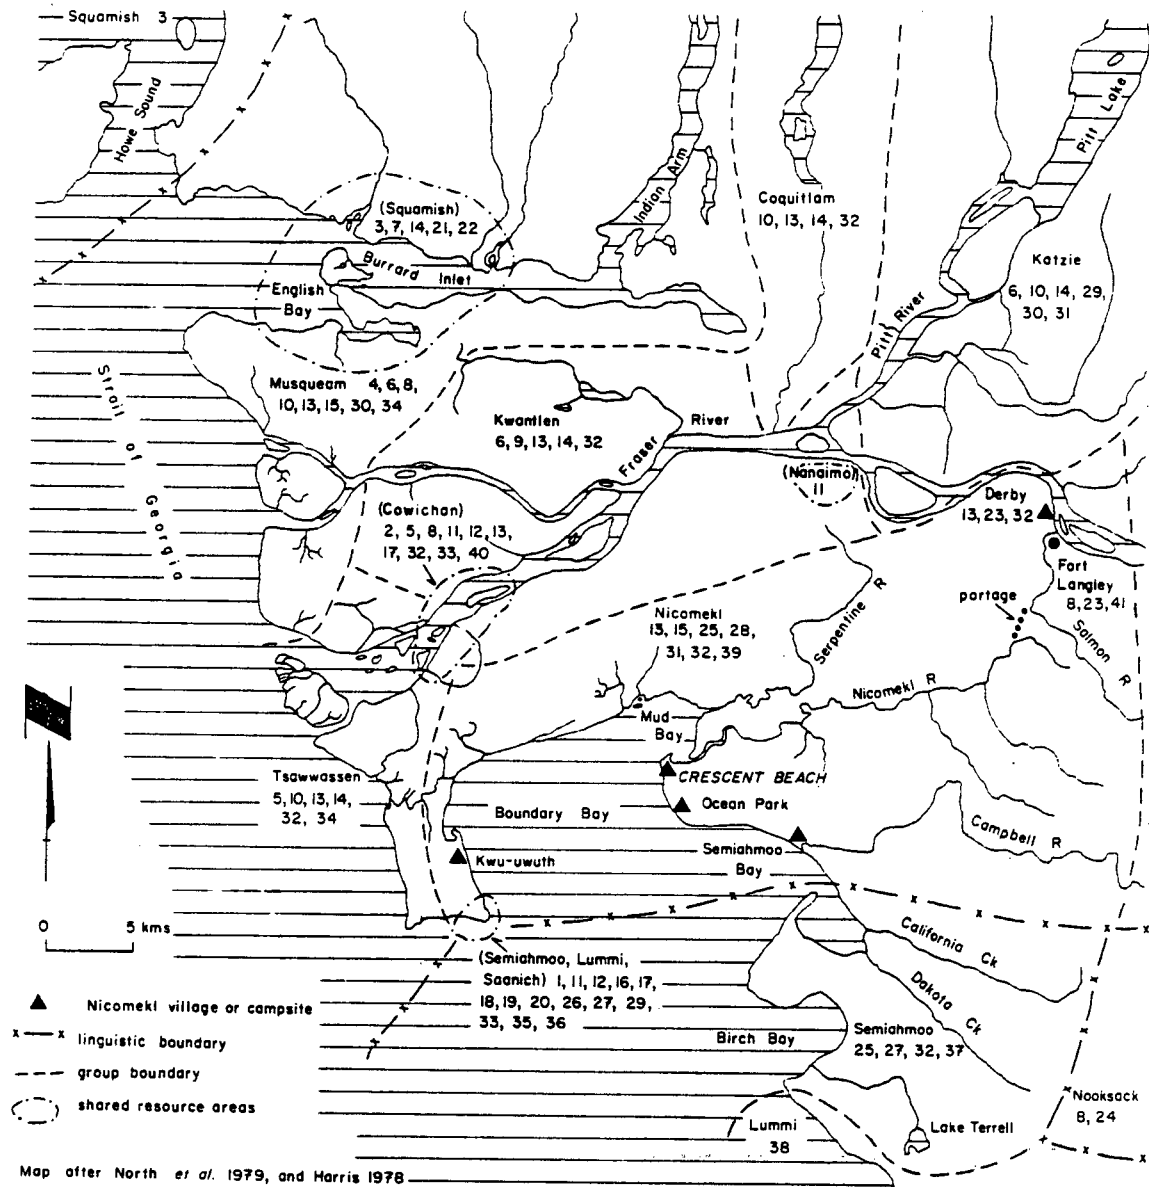 Squamish 3
Howe Sound
(Squamish)
3, 7, 14, 21, 22
Indian Arm
Coquitlam
10, 13, 14, 32
Pitt Lake
Katzie
6, 10, 14, 29,
30, 31
Burrard Inlet
English
Bay
Pitt River
Musqueam 4, 6, 8,
10, 13, 15, 30, 34
Strait of Georgia
Kwantlen
6, 9, 13, 14, 32
Fraser River
(Nanaimo)
11
Derby
13, 23, 32
(Cowichan)
2, 5, 8, 11, 12, 13,
17, 32, 33, 40
Fort
Langley
8, 23, 41
portage
Salmon R
Serpentine R
Nicomekl
13, 15, 25, 28,
31, 32, 39
Nicomekl R
Mud
Bay
CRESCENT BEACH
Tsawwassen
5, 10, 13, 14,
32, 34
Ocean Park
Boundary Bay
Campbell R
Semiahmoo
Bay
Kwu-uwuth
0 5 kms
California Ck
(Semiahmoo, Lummi,
Saanich) 1, 11, 12, 16, 17,
18, 19, 20, 26, 27, 29,
33, 35, 36
Dakota Ck
Nicomekl village or campsite
x x linguistic boundary
group boundary
shared resource areas
Birch Bay
Semiahmoo
25, 27, 32, 37
Nooksack
8, 24
Lummi
38
Lake Terrell
Map after North et al. 1979, and Harris 1978